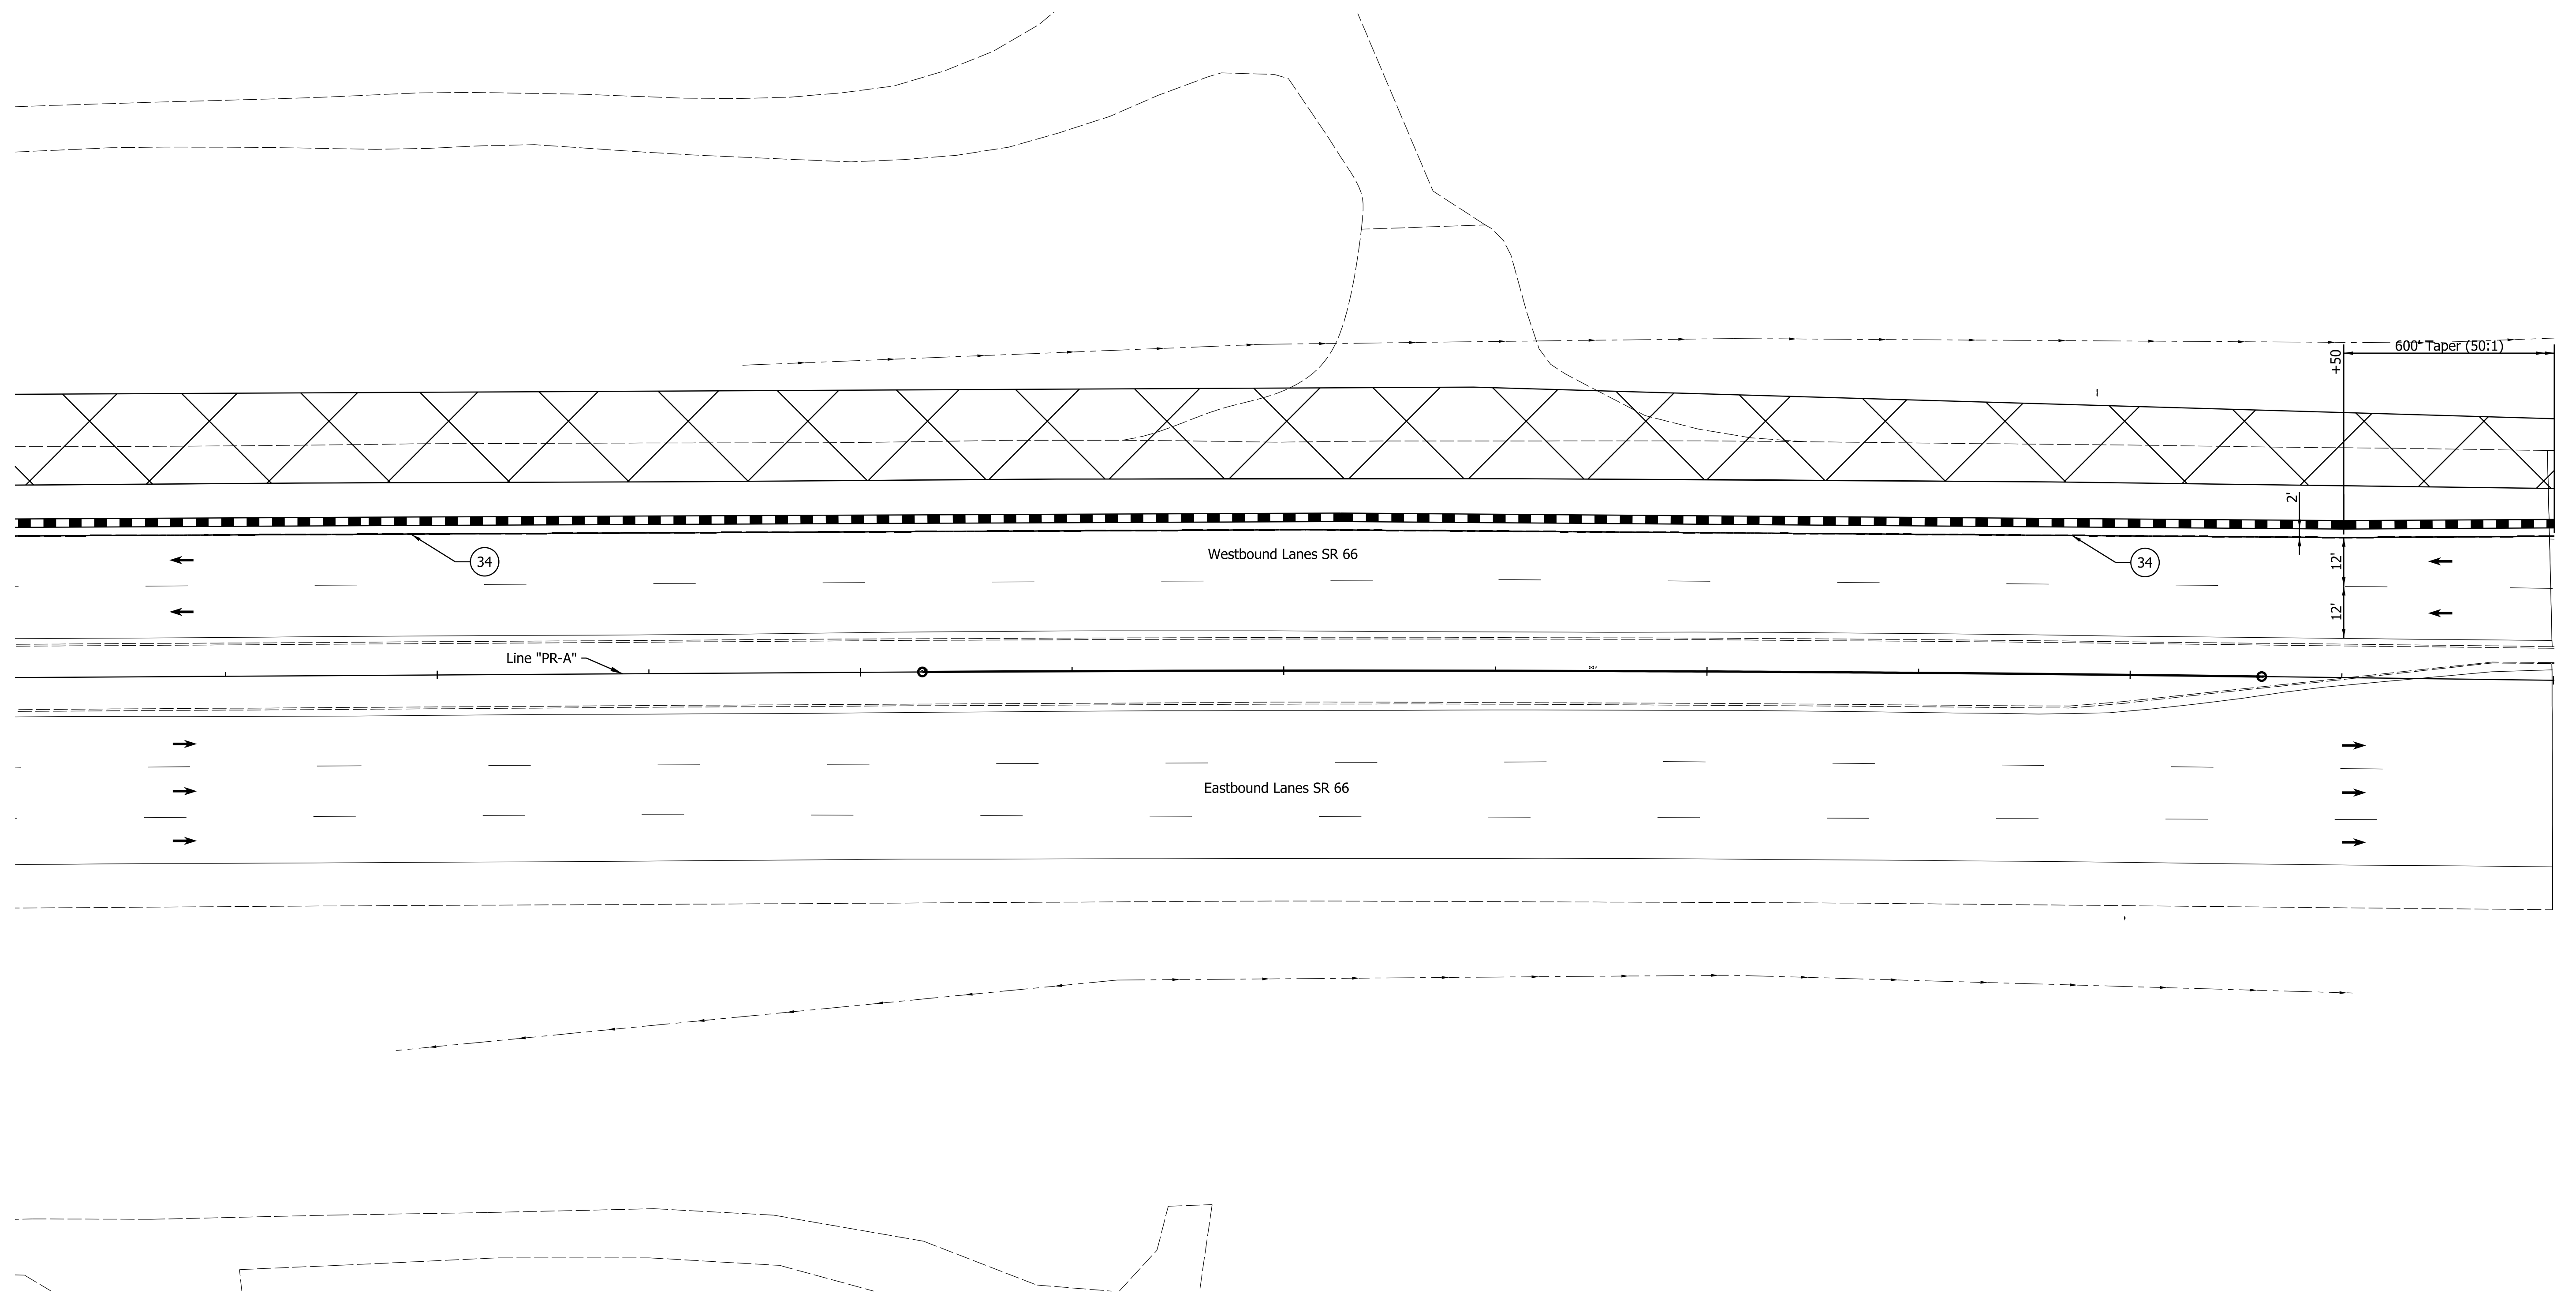 600' Taper (50:1)
+50
2'
34
Westbound Lanes SR 66
34
12'
12'
Line "PR-A"
Eastbound Lanes SR 66